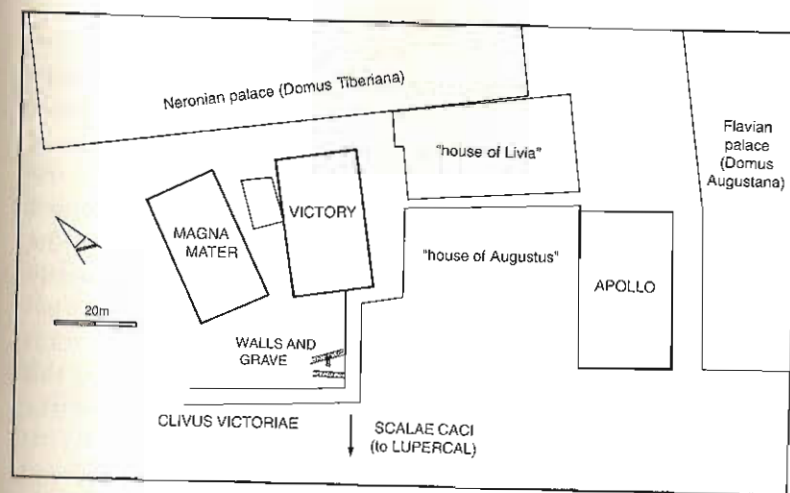 Neronian palace (Domus Tiberiana)
"house of Livia"
Flavian
palace
(Domus
Augustana)
MAGNA
MATER
VICTORY
"house of Augustus"
APOLLO
20m
WALLS AND
GRAVE
CLIVUS VICTORIAE
SCALAE CACI
(to LUPERCAL)